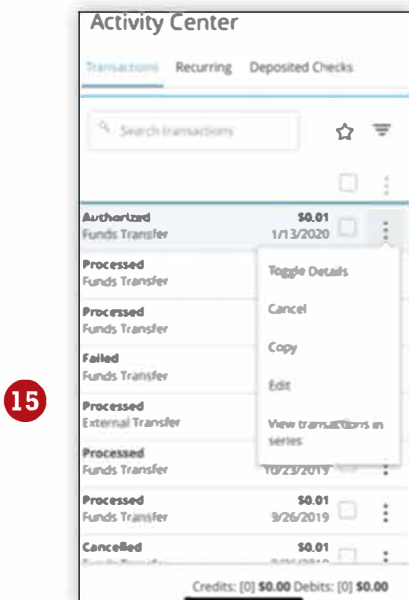 Activity Center
Transactions Recurring Deposited Checks
Search transactions
Authorized $0.01
Funds Transfer 1/13/2020
Toggle Details
Cancel
Copy
Edit
View transactions in
series
Processed
Funds Transfer
Processed
Funds Transfer
Failed
Funds Transfer
15
Processed
External Transfer
Processed
Funds Transfer 10/23/2019
Processed $0.01
Funds Transfer 9/26/2019
Cancelled $0.01
Credits: [0] $0.00 Debits: [0] $0.00